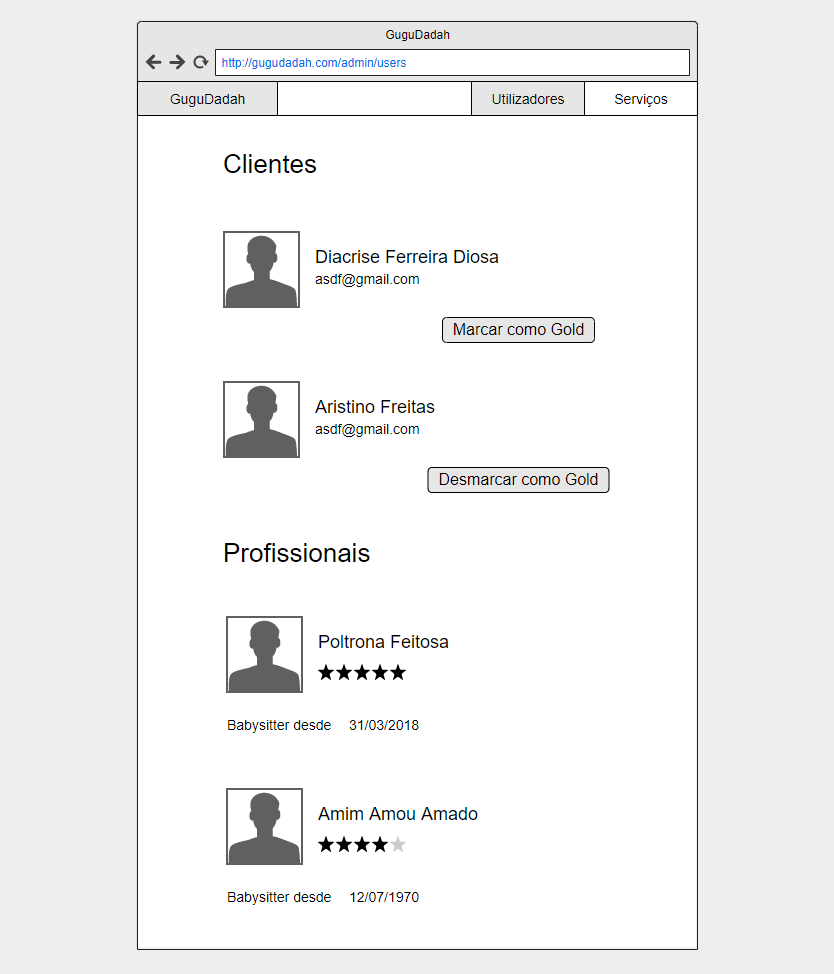 GuguDadah
http://gugudadah.com/admin/users
GuguDadah
Utilizadores
Serviços
Clientes
Diacrise Ferreira Diosa
asdf@gmail.com
Marcar como Gold
Aristino Freitas
asdf@gmail.com
Desmarcar como Gold
Profissionais
Poltrona Feitosa
Babysitter desde 31/03/2018
Amim Amou Amado
Babysitter desde 12/07/1970